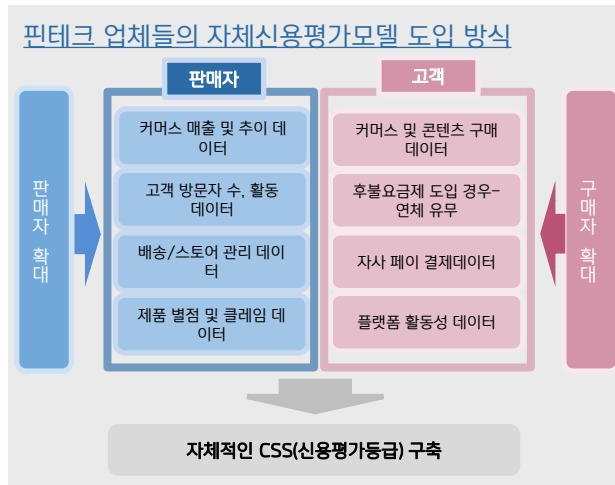 핀테크 업체들의 자체신용평가모델 도입 방식
판매자
고객
판매자 확대
커머스 매출 및 추이 데
이터
고객 방문자 수, 활동
데이터
배송/스토어 관리 데이
터
제품 별점 및 클레임 데
이터
커머스 및 콘텐츠 구매
데이터
후불요금제 도입 경우-
연체 유무
자사 페이 결제데이터
플랫폼 활동성 데이터
구매자 확대
자체적인 CSS(신용평가등급) 구축